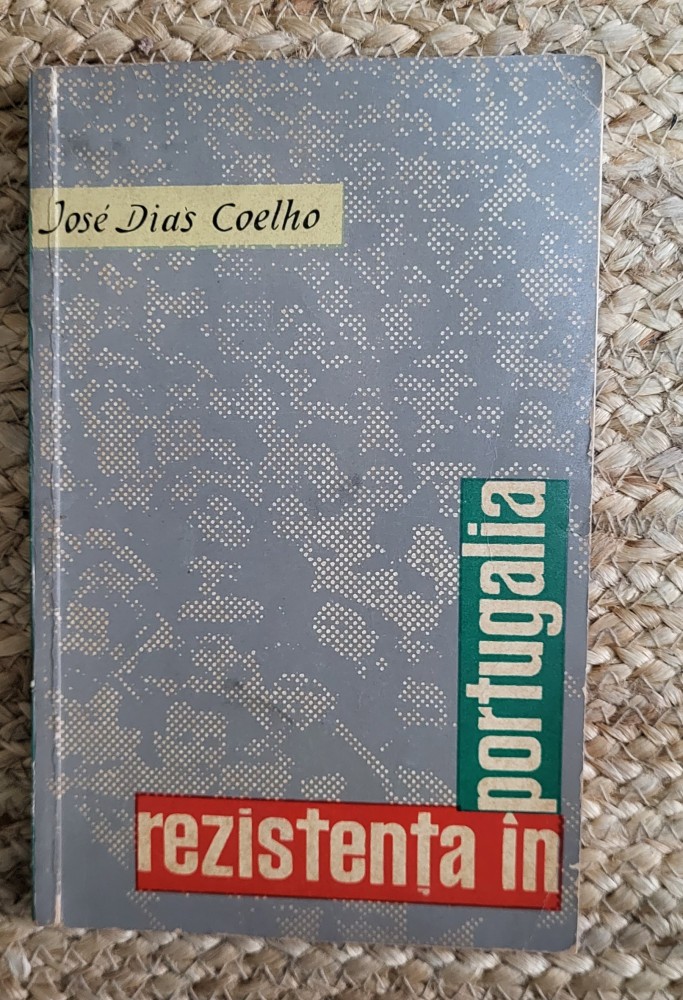 José Dias Coelho
rezistența în
portugalia